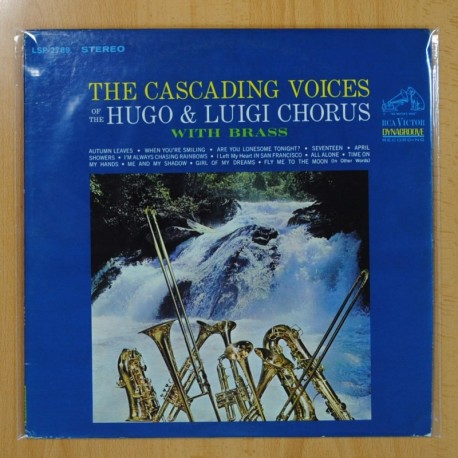 LSP-2789 STEREO
THE CASCADING VOICES
OF THE HUGO & LUIGI CHORUS
WITH BRASS
AUTUMN LEAVES • WHEN YOU'RE SMILING • ARE YOU LONESOME TONIGHT? • SEVENTEEN • APRIL
SHOWERS • I'M ALWAYS CHASING RAINBOWS • I Left My Heart IN SAN FRANCISCO • ALL ALONE • TIME ON
MY HANDS • ME AND MY SHADOW • GIRL OF MY DREAMS • FLY ME TO THE MOON (In Other Words)
RCA VICTOR
DYNAGROOVE
RECORDING